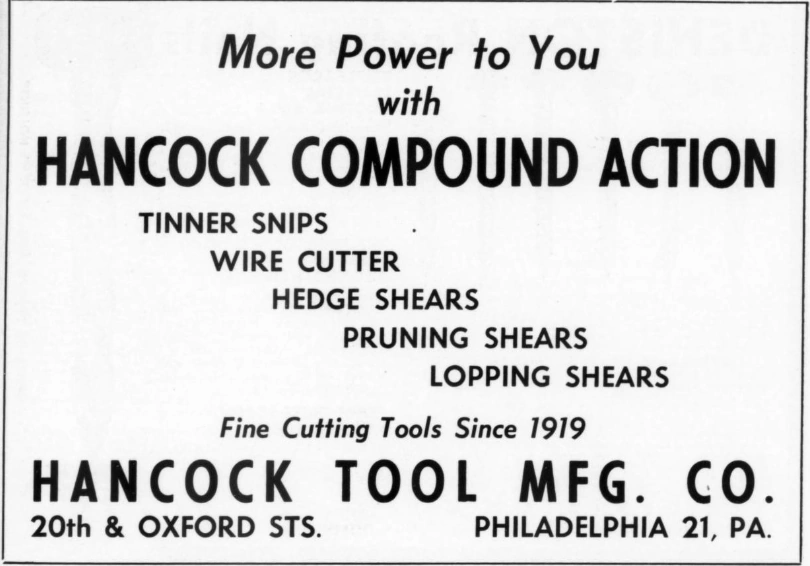 More Power to You
with
HANCOCK COMPOUND ACTION
TINNER SNIPS
WIRE CUTTER
HEDGE SHEARS
PRUNING SHEARS
LOPPING SHEARS
Fine Cutting Tools Since 1919
HANCOCK TOOL MFG. CO.
20th & OXFORD STS. PHILADELPHIA 21, PA.